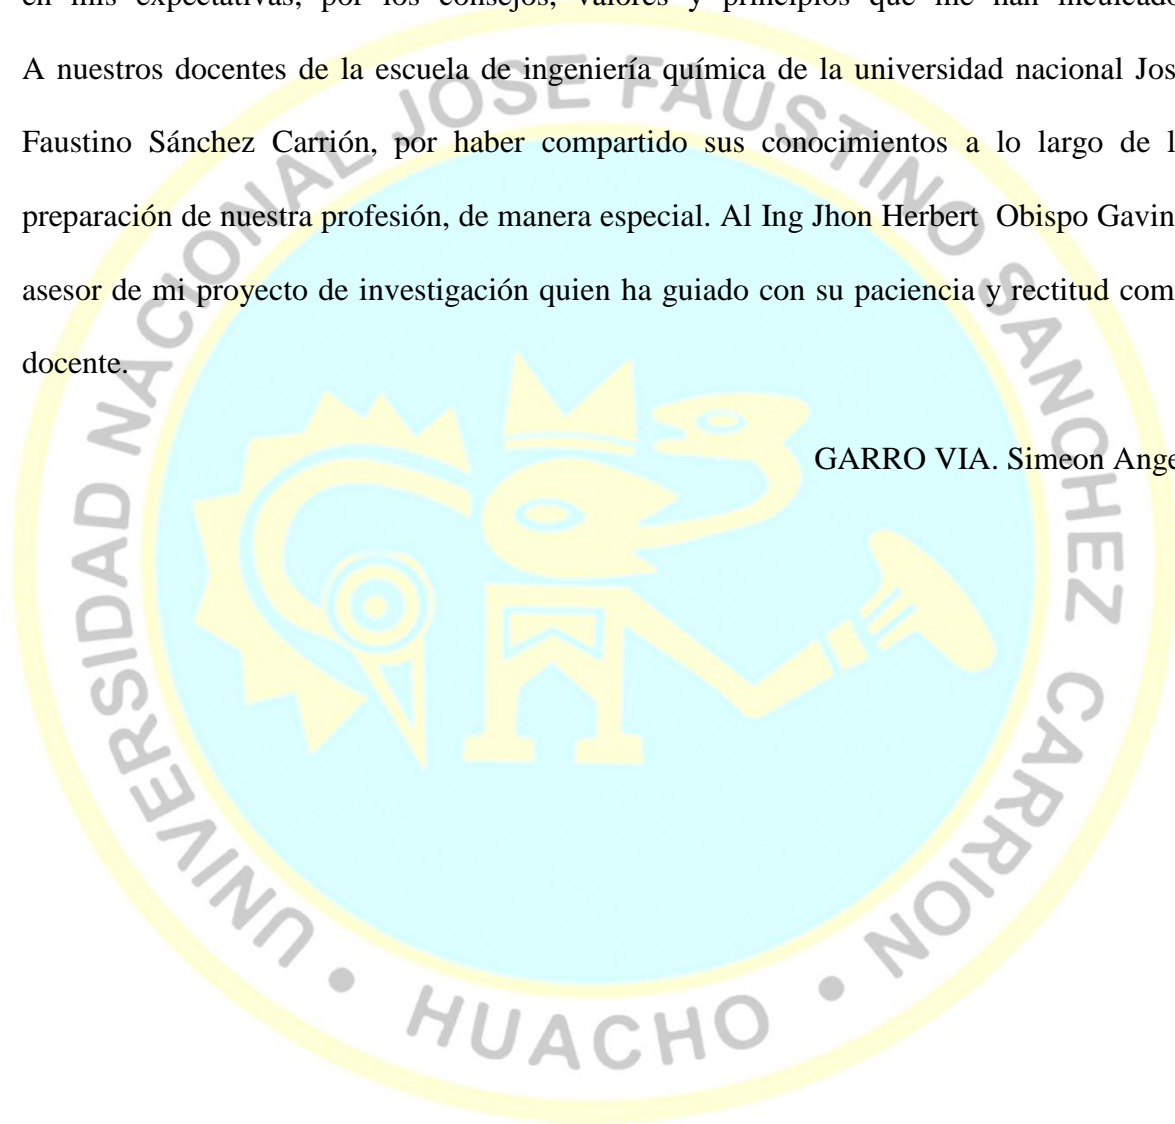 en mis expectativas, por los consejos, valores y principios que me han inculcado
A nuestros docentes de la escuela de ingeniería química de la universidad nacional Jos
Faustino Sánchez Carrión, por haber compartido sus conocimientos a lo largo de l
preparación de nuestra profesión, de manera especial. Al Ing Jhon Herbert Obispo Gavin
asesor de mi proyecto de investigación quien ha guiado con su paciencia y rectitud com
docente.
GARRO VIA. Simeon Ange
UNIVERSIDAD NACIONAL JOSE FAUSTINO SANCHEZ CARRION
• HUACHO •